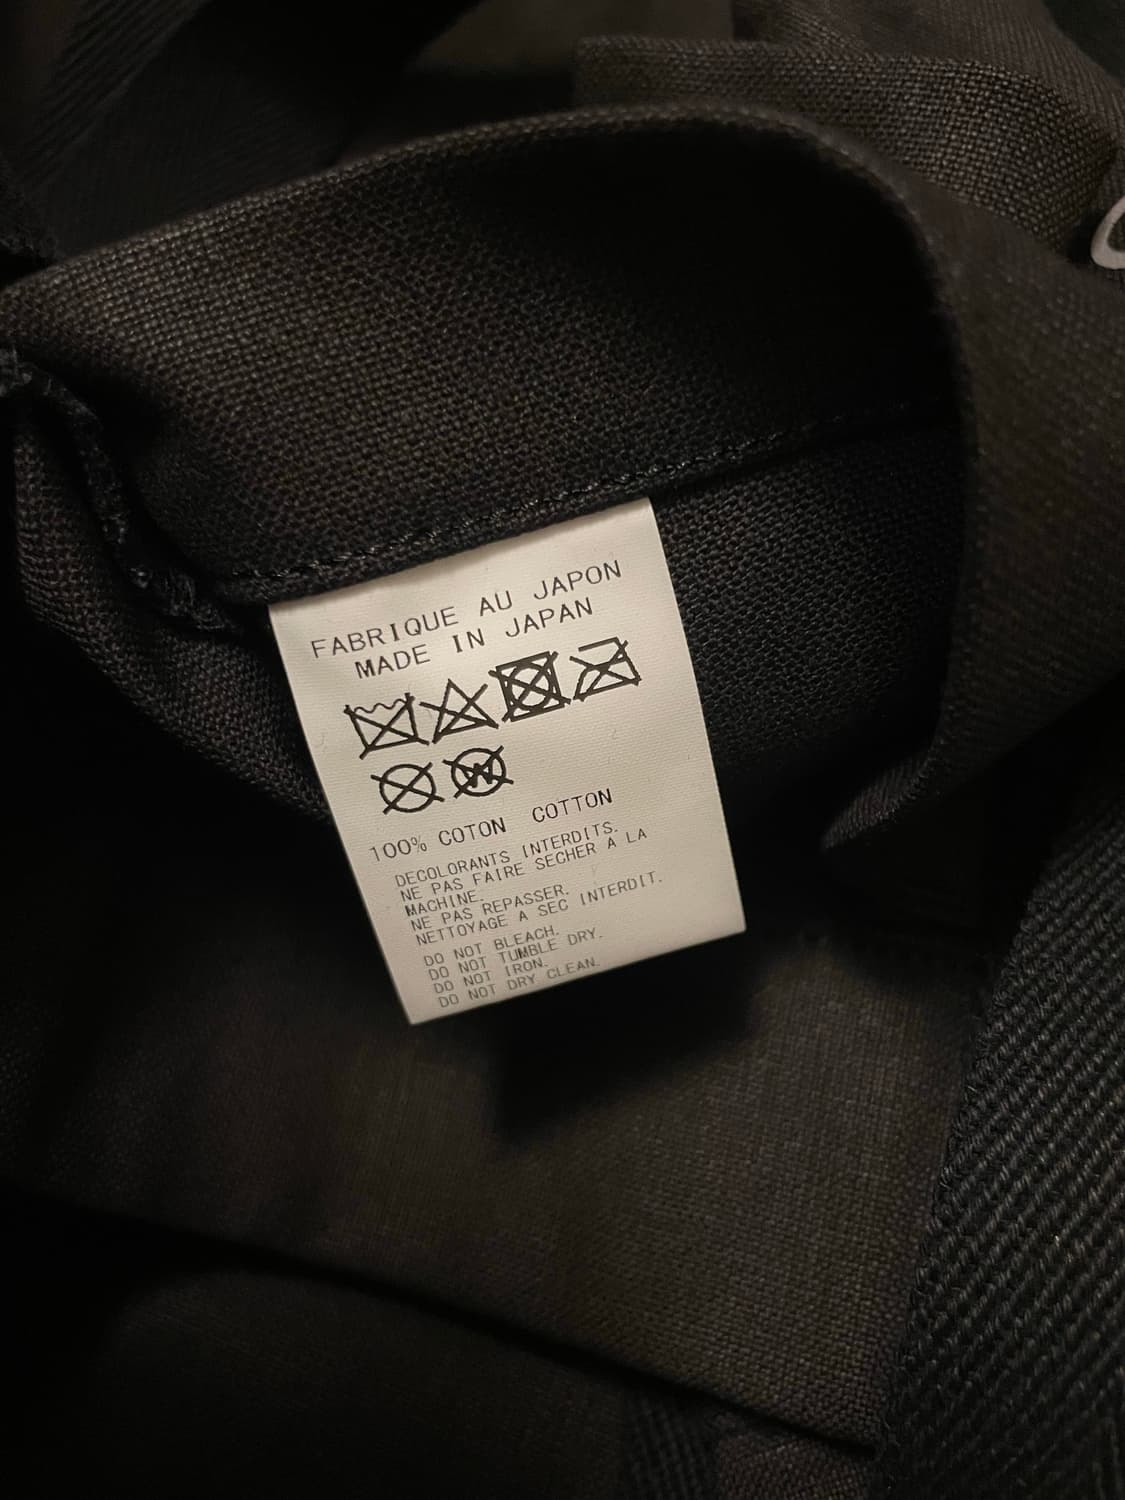 FABRIQUE AU JAPON
MADE IN JAPAN
W
100% COTON COTTON
DECOLORANTS INTERDITS.
NE PAS FAIRE SECHER A LA
MACHINE.
NE PAS REPASSER.
NETTOYAGE A SEC INTERDIT.
DO NOT BLEACH.
DO NOT TUMBLE DRY.
DO NOT IRON.
DO NOT DRY CLEAN.